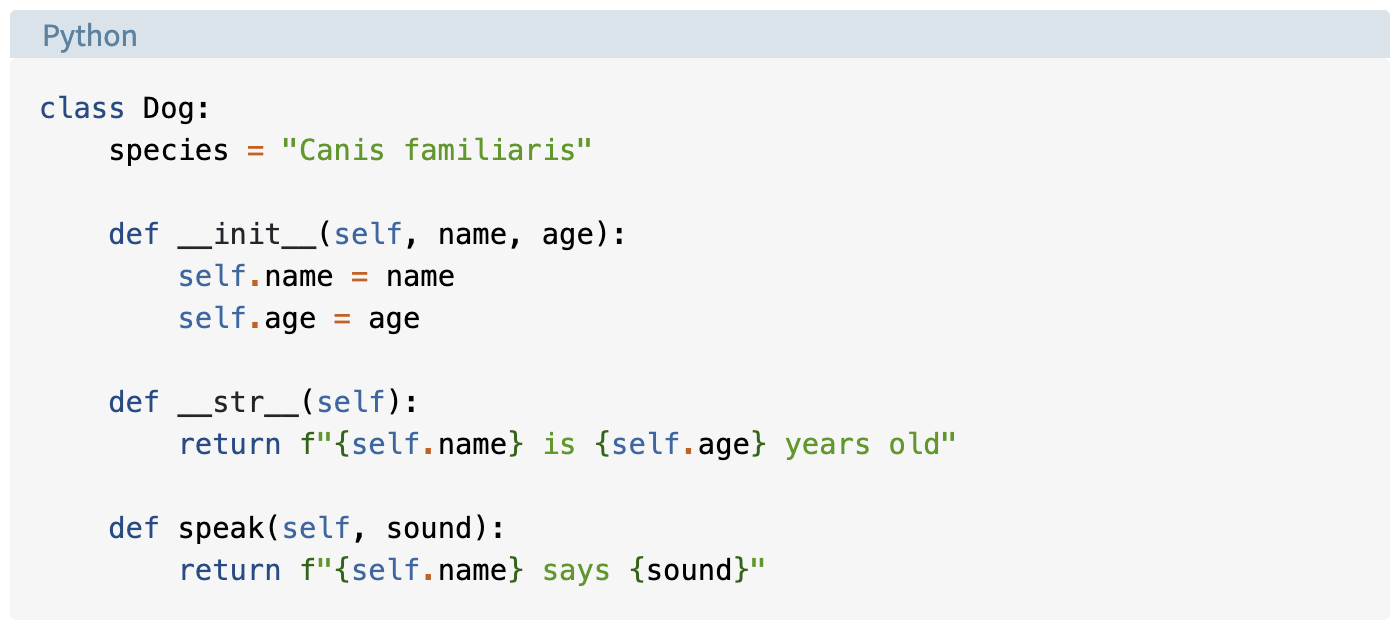 Python
class Dog:
    species = "Canis familiaris"

    def __init__(self, name, age):
        self.name = name
        self.age = age

    def __str__(self):
        return f"{self.name} is {self.age} years old"

    def speak(self, sound):
        return f"{self.name} says {sound}"